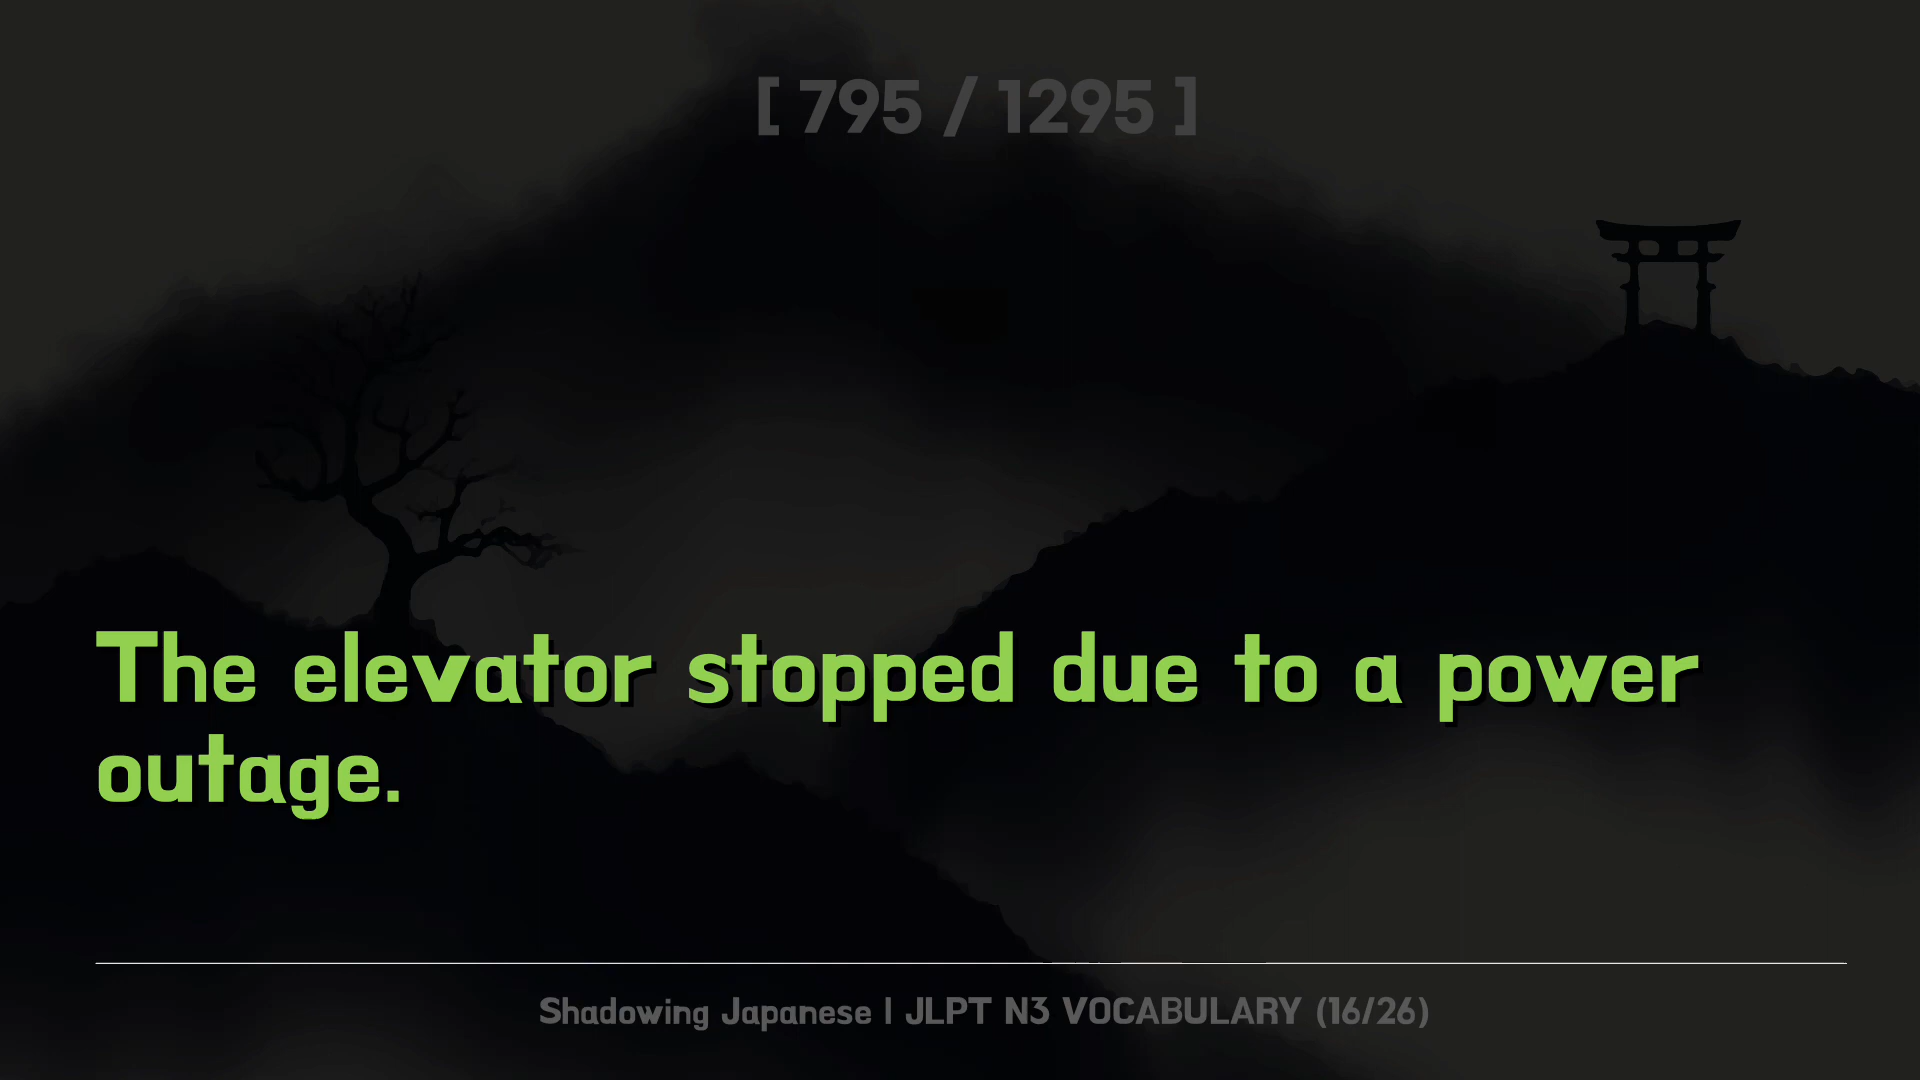 [ 795 / 1295 ]
The elevator stopped due to a power
outage.
Shadowing Japanese | JLPT N3 VOCABULARY (16/26)